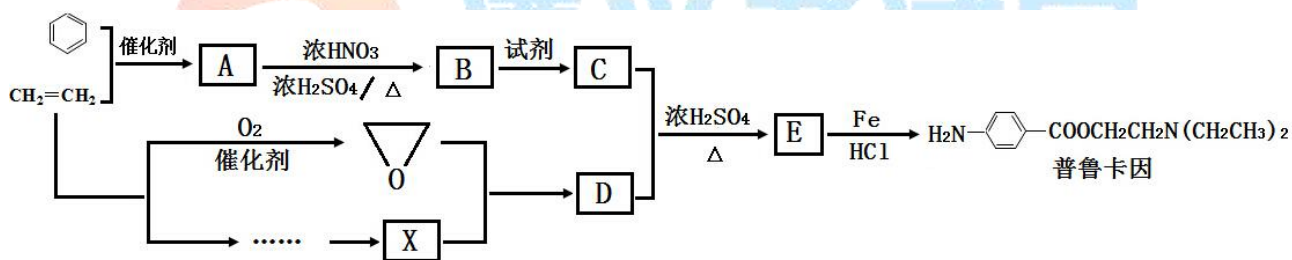 催化剂
CH₂=CH₂
A
浓HNO₃
浓H₂SO₄/△
B
试剂
C
O₂
催化剂
O
…… X
D
浓H₂SO₄
△
E
Fe
HCl
H₂N COOCH₂CH₂N(CH₂CH₃)₂
普鲁卡因